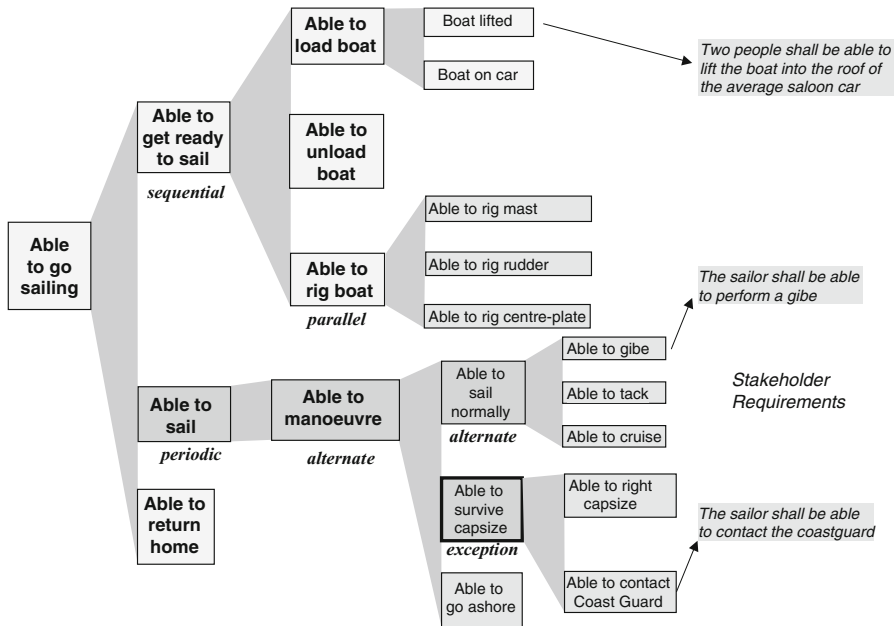 Able
to go
sailing
Able to
get ready
to sail
sequential
Able to
load boat
Boat lifted
Boat on car
Two people shall be able to
lift the boat into the roof of
the average saloon car
Able to
unload
boat
Able to
rig boat
parallel
Able to rig mast
Able to rig rudder
Able to rig centre-plate
Able to
sail
periodic
Able to
manoeuvre
alternate
Able to
sail
normally
alternate
Able to gibe
Able to tack
Able to cruise
The sailor shall be able
to perform a gibe
Stakeholder
Requirements
Able to
survive
capsize
exception
Able to right
capsize
Able to contact
Coast Guard
The sailor shall be able
to contact the coastguard
Able to
go ashore
Able to
return
home